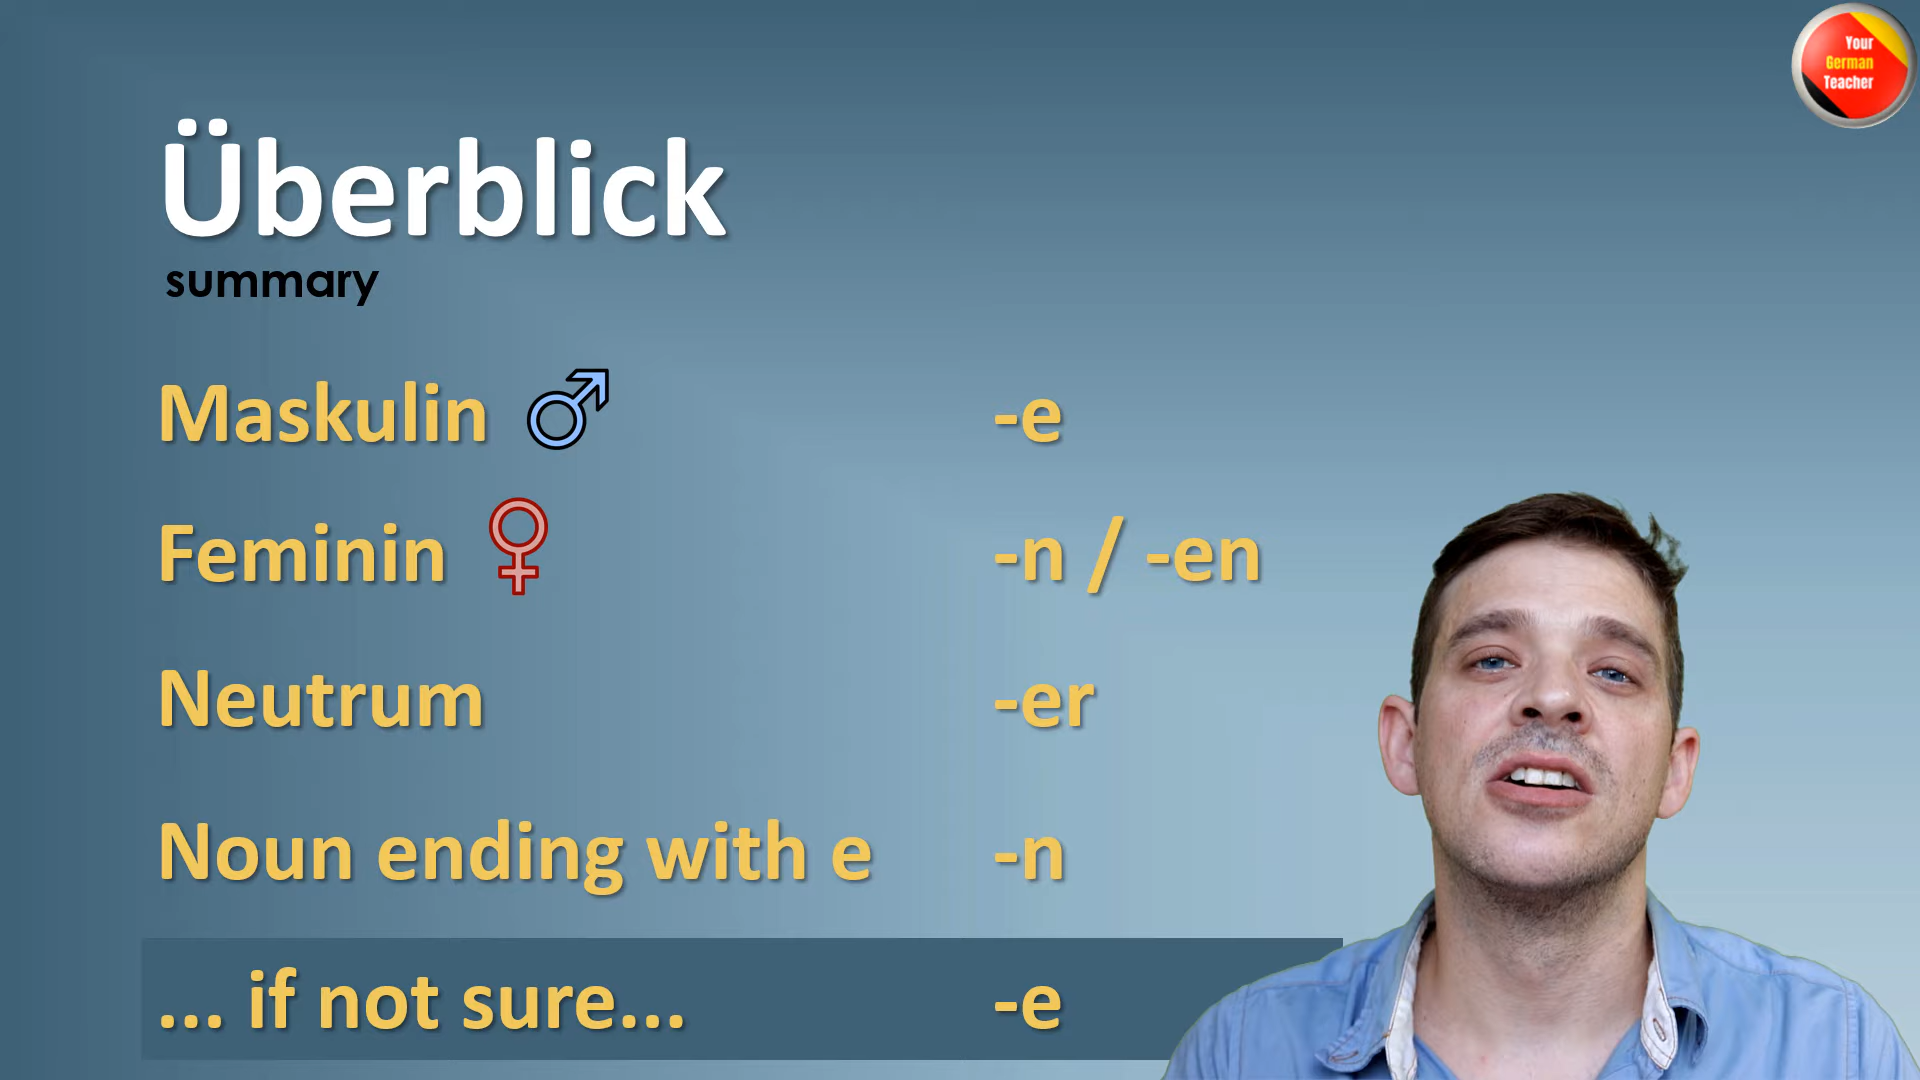 Your
German
Teacher
Überblick
summary
Maskulin -e
Feminin -n / -en
Neutrum -er
Noun ending with e -n
... if not sure... -e